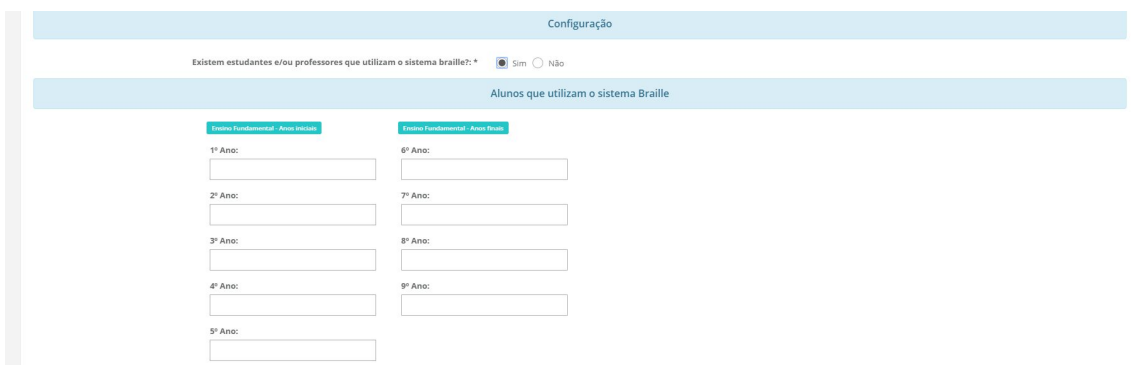 Configuração
Existem estudantes e/ou professores que utilizam o sistema braille?: * Sim Não
Alunos que utilizam o sistema Braille
Ensino Fundamental - Anos iniciais Ensino Fundamental - Anos finais
1º Ano: 6º Ano:
2º Ano: 7º Ano:
3º Ano: 8º Ano:
4º Ano: 9º Ano:
5º Ano: